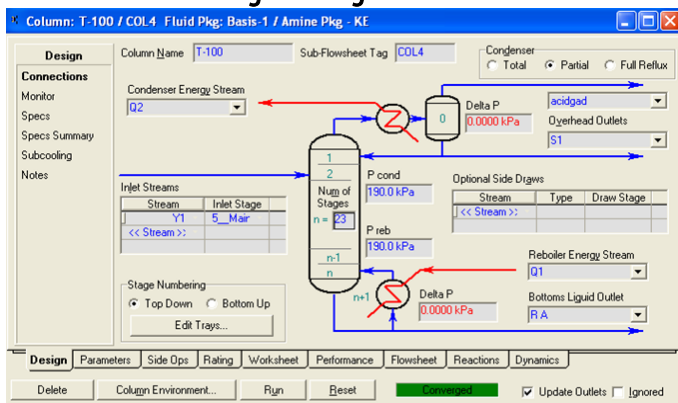 Column: T-100 / COL4 Fluid Pkg: Basis-1 / Amine Pkg - KE
Design
Connections
Monitor
Specs
Specs Summary
Subcooling
Notes
Column Name T-100
Sub-Flowsheet Tag COL4
Condenser
Total Partial Full Reflux
Condenser Energy Stream
Q2
0
Delta P
0.0000 kPa
acidgad
Overhead Outlets
S1
Inlet Streams
Stream Inlet Stage
Y1 5__Mair
<< Stream >>
1
2
Num of
Stages
n = 23
n-1
n
P cond
190.0 kPa
P reb
190.0 kPa
Optional Side Draws
Stream Type Draw Stage
<< Stream >>
Stage Numbering
Top Down Bottom Up
Edit Trays...
n+1
Delta P
0.0000 kPa
Reboiler Energy Stream
Q1
Bottoms Liquid Outlet
R A
Design Parameters Side Ops Rating Worksheet Performance Flowsheet Reactions Dynamics
Delete Column Environment... Run Reset Converged Update Outlets Ignored